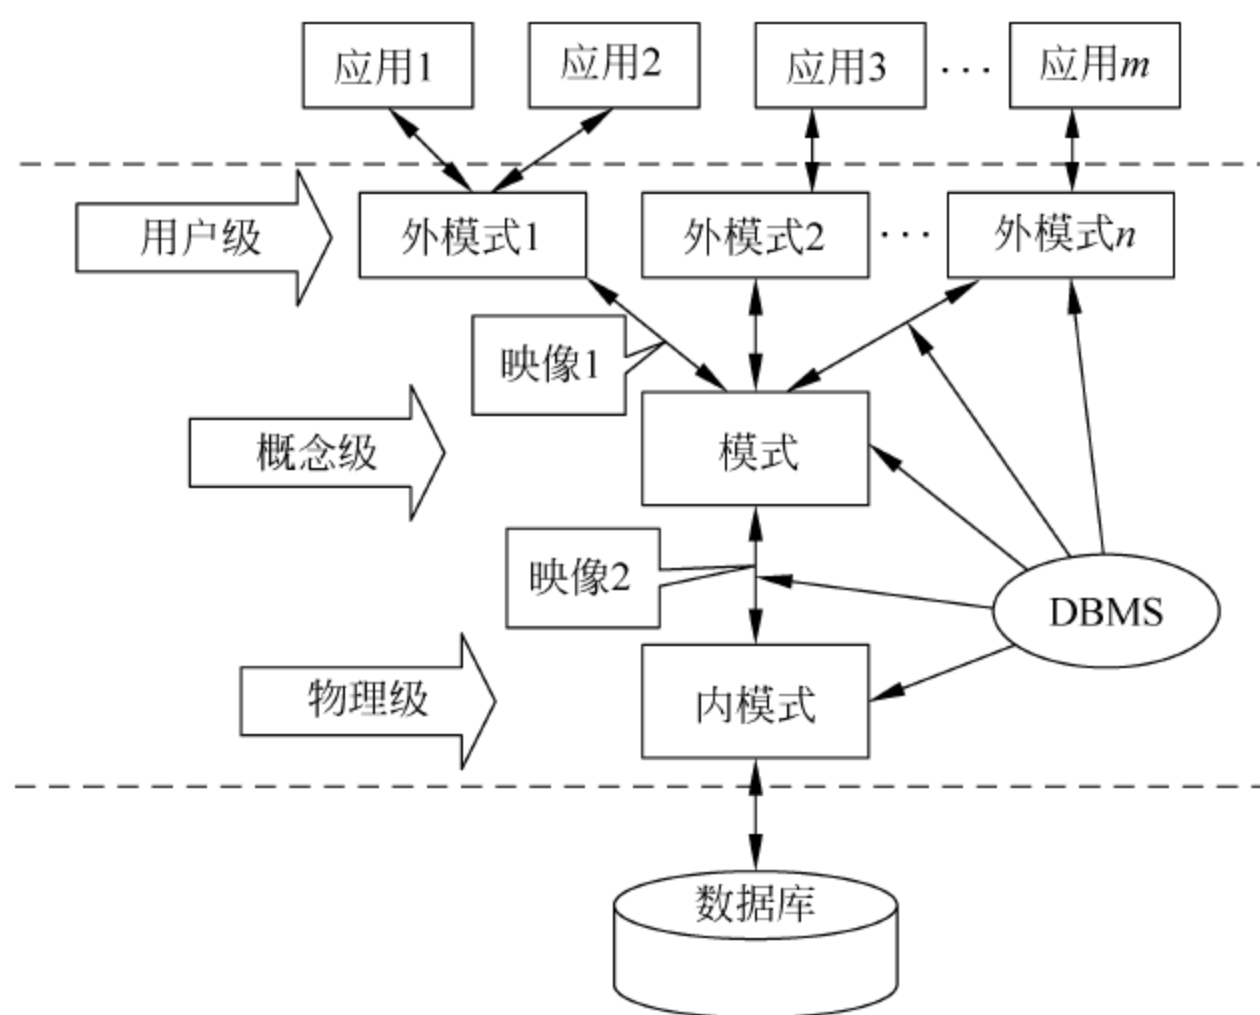 应用1
应用2
应用3
···
应用m
用户级
外模式1
外模式2
···
外模式n
映像1
概念级
模式
映像2
DBMS
物理级
内模式
数据库